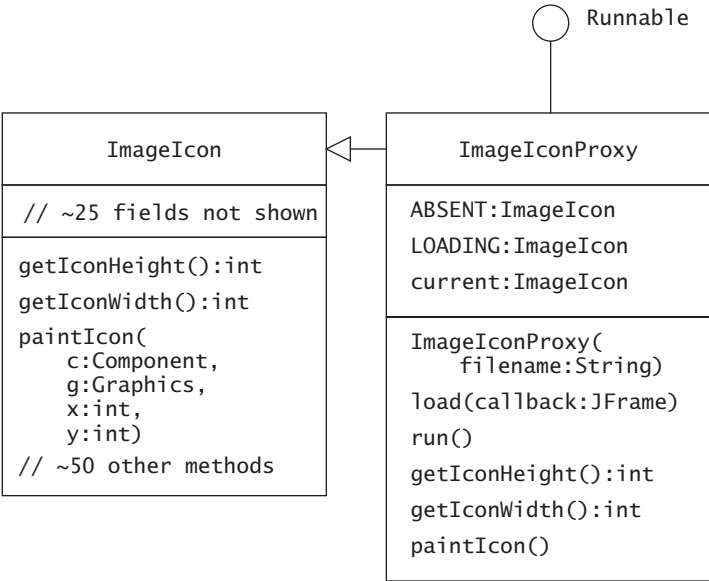 Runnable
ImageIcon
// ~25 fields not shown
getIconHeight():int
getIconWidth():int
paintIcon(
c:Component,
g:Graphics,
x:int,
y:int)
// ~50 other methods
ImageIconProxy
ABSENT:ImageIcon
LOADING:ImageIcon
current:ImageIcon
ImageIconProxy(
filename:String)
load(callback:JFrame)
run()
getIconHeight():int
getIconWidth():int
paintIcon()